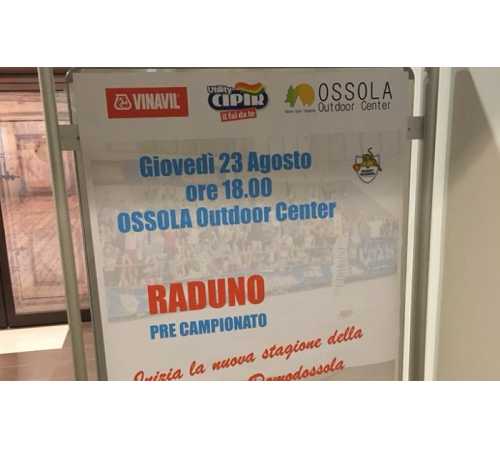 VINAVIL
Utility
CIPIR
il fai da te
OSSOLA
Outdoor Center
Giovedì 23 Agosto
ore 18.00
OSSOLA Outdoor Center
RADUNO
PRE CAMPIONATO
Inizia la nuova stagione della
Domodossola